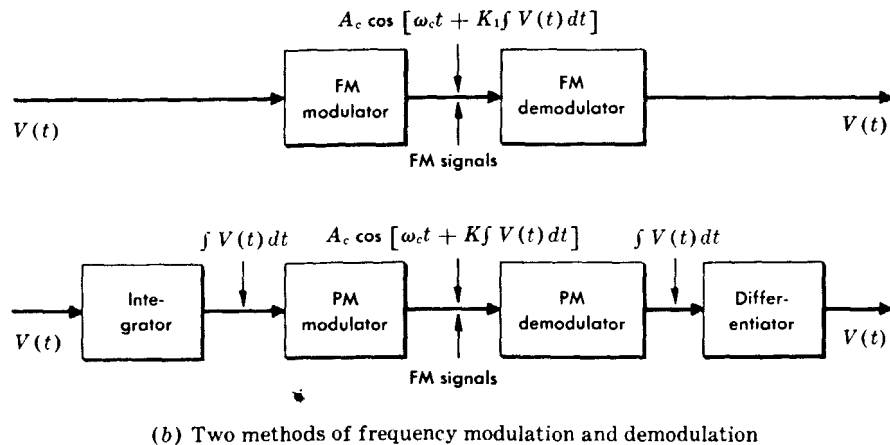 A_c cos [ω_c t + K_1 ∫ V(t) dt]
FM modulator
FM demodulator
V(t)
V(t)
FM signals
∫ V(t) dt
A_c cos [ω_c t + K ∫ V(t) dt]
∫ V(t) dt
Inte-
grator
PM modulator
PM demodulator
Differ-
entiator
V(t)
V(t)
FM signals
(b) Two methods of frequency modulation and demodulation